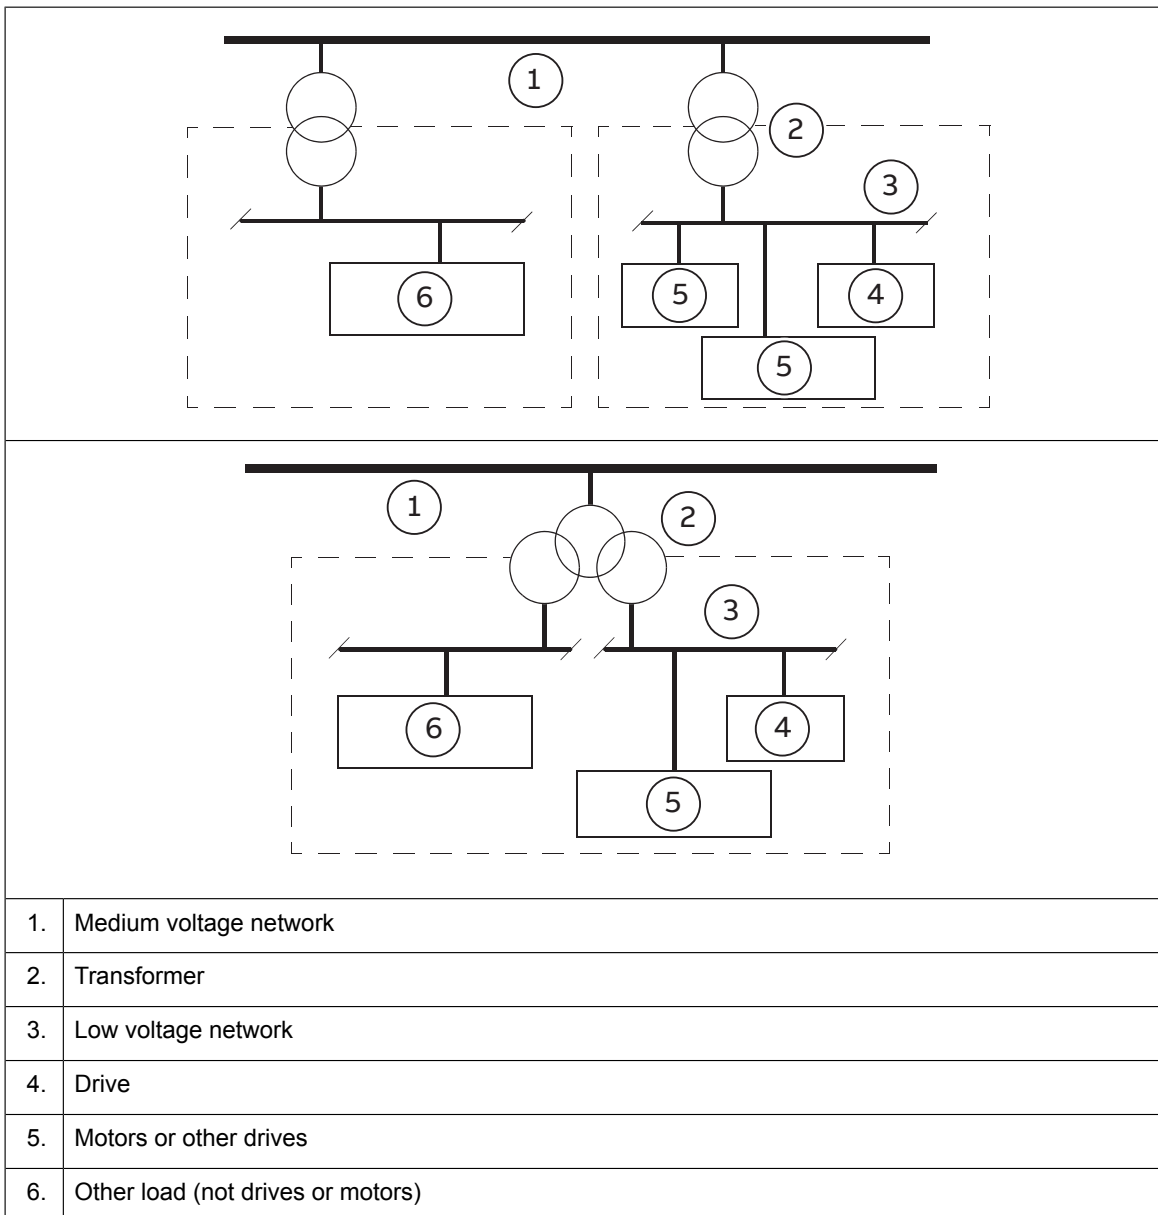 1
2
3
6
5
4
5
1
2
3
6
4
5
1. Medium voltage network
2. Transformer
3. Low voltage network
4. Drive
5. Motors or other drives
6. Other load (not drives or motors)